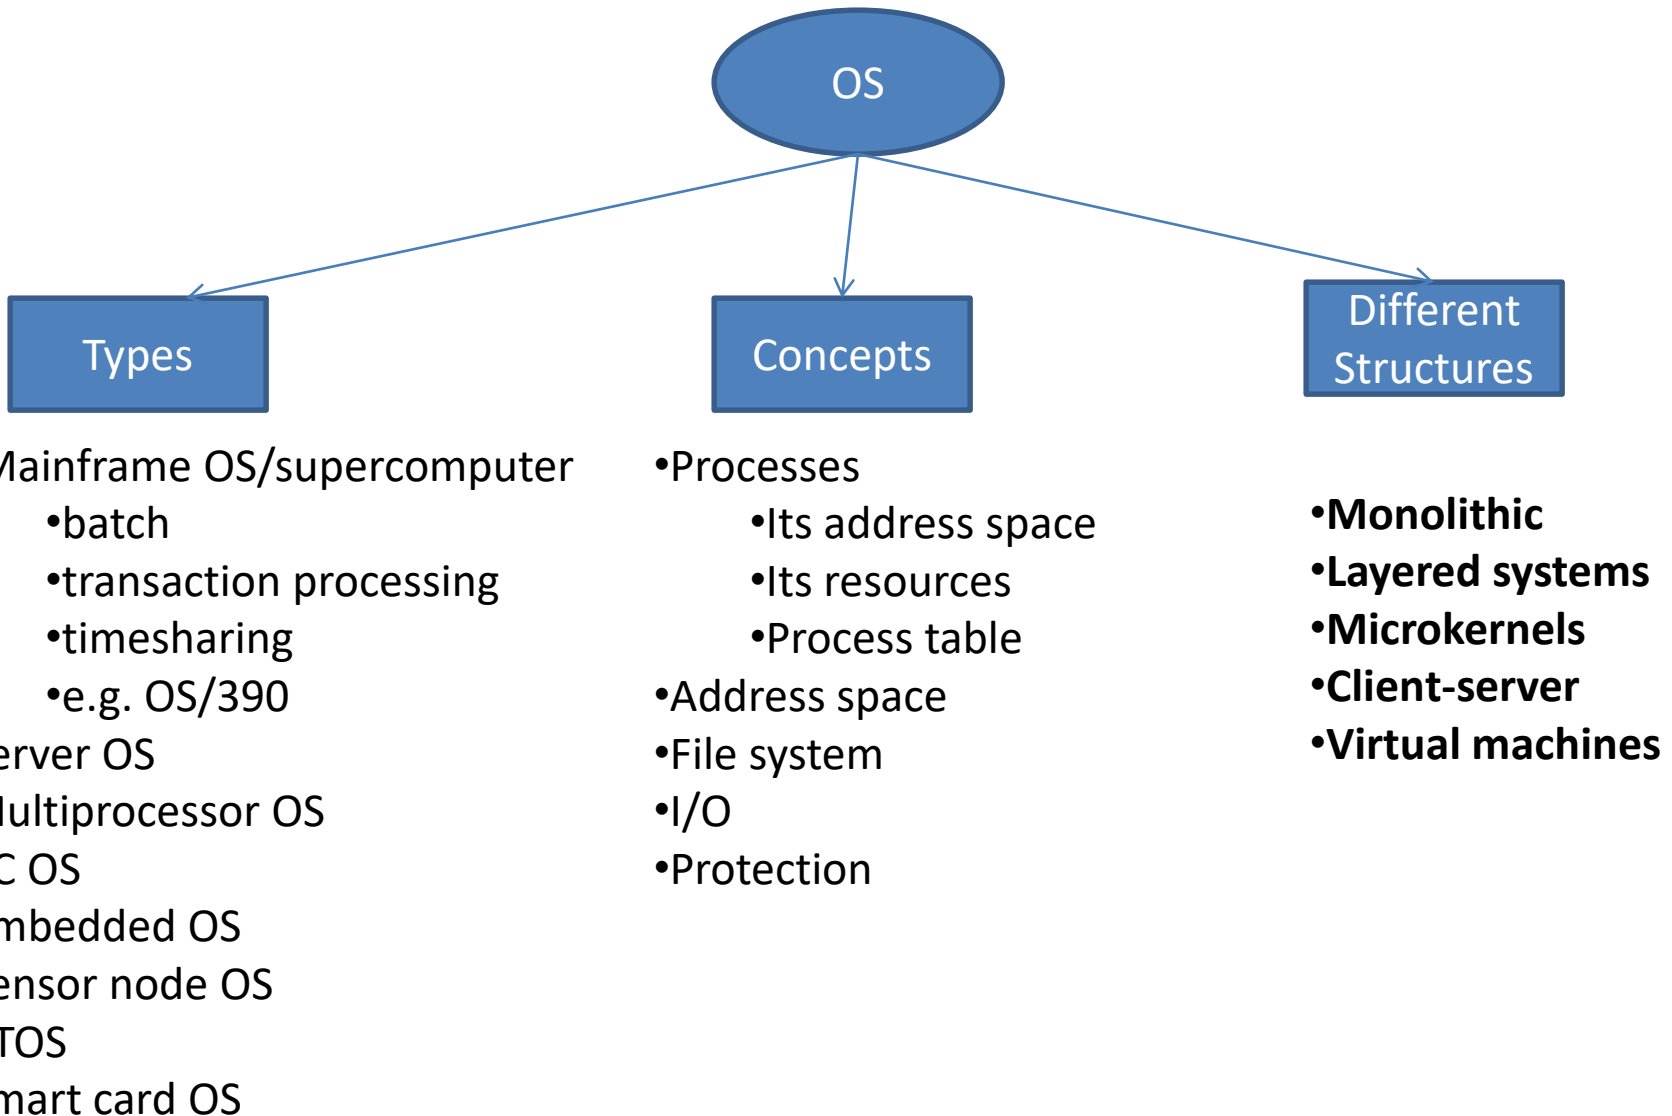 OS
Types
Concepts
Different
Structures
Mainframe OS/supercomputer
•batch
•transaction processing
•timesharing
•e.g. OS/390
erver OS
Multiprocessor OS
C OS
mbedded OS
ensor node OS
TOS
mart card OS
•Processes
•Its address space
•Its resources
•Process table
•Address space
•File system
•I/O
•Protection
•Monolithic
•Layered systems
•Microkernels
•Client-server
•Virtual machines